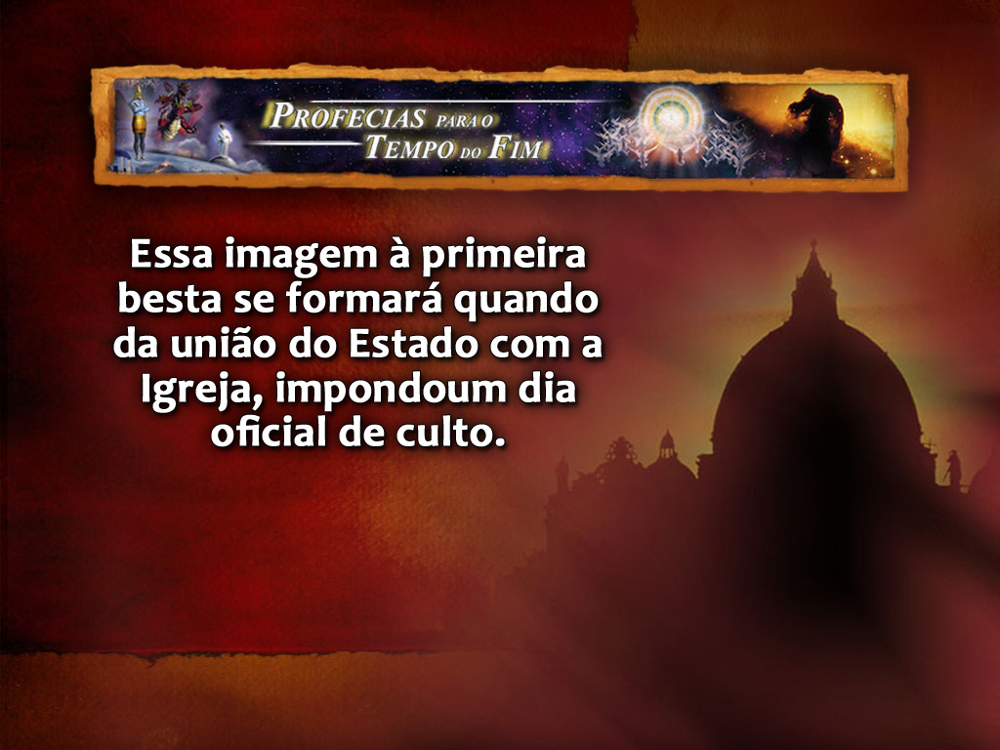 PROFECIAS PARA O
TEMPO DO FIM
Essa imagem à primeira
besta se formará quando
da união do Estado com a
Igreja, impondoum dia
oficial de culto.